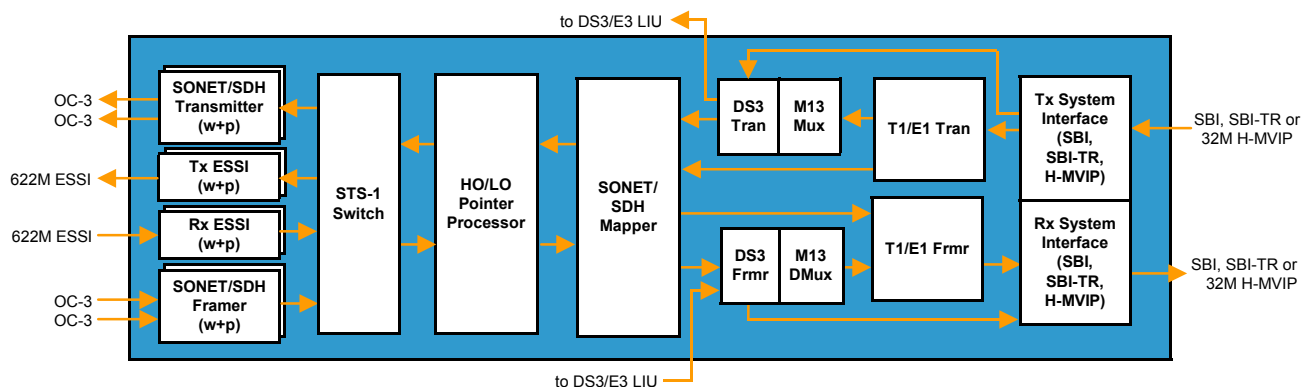 to DS3/E3 LIU
SONET/SDH
Transmitter
(w+p)
OC-3
OC-3
Tx ESSI
(w+p)
622M ESSI
Rx ESSI
(w+p)
622M ESSI
SONET/SDH
Framer
(w+p)
OC-3
OC-3
STS-1
Switch
HO/LO
Pointer
Processor
SONET/
SDH
Mapper
DS3
Tran
M13
Mux
T1/E1 Tran
Tx System
Interface
(SBI,
SBI-TR,
H-MVIP)
SBI, SBI-TR or
32M H-MVIP
DS3
Frmr
M13
DMux
T1/E1 Frmr
Rx System
Interface
(SBI,
SBI-TR,
H-MVIP)
SBI, SBI-TR or
32M H-MVIP
to DS3/E3 LIU